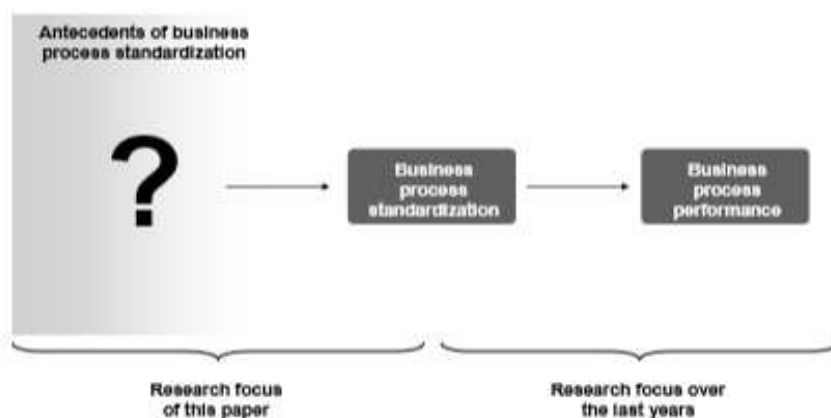 Antecedents of business
process standardization
?
Business
process
standardization
Business
process
performance
Research focus
of this paper
Research focus over
the last years